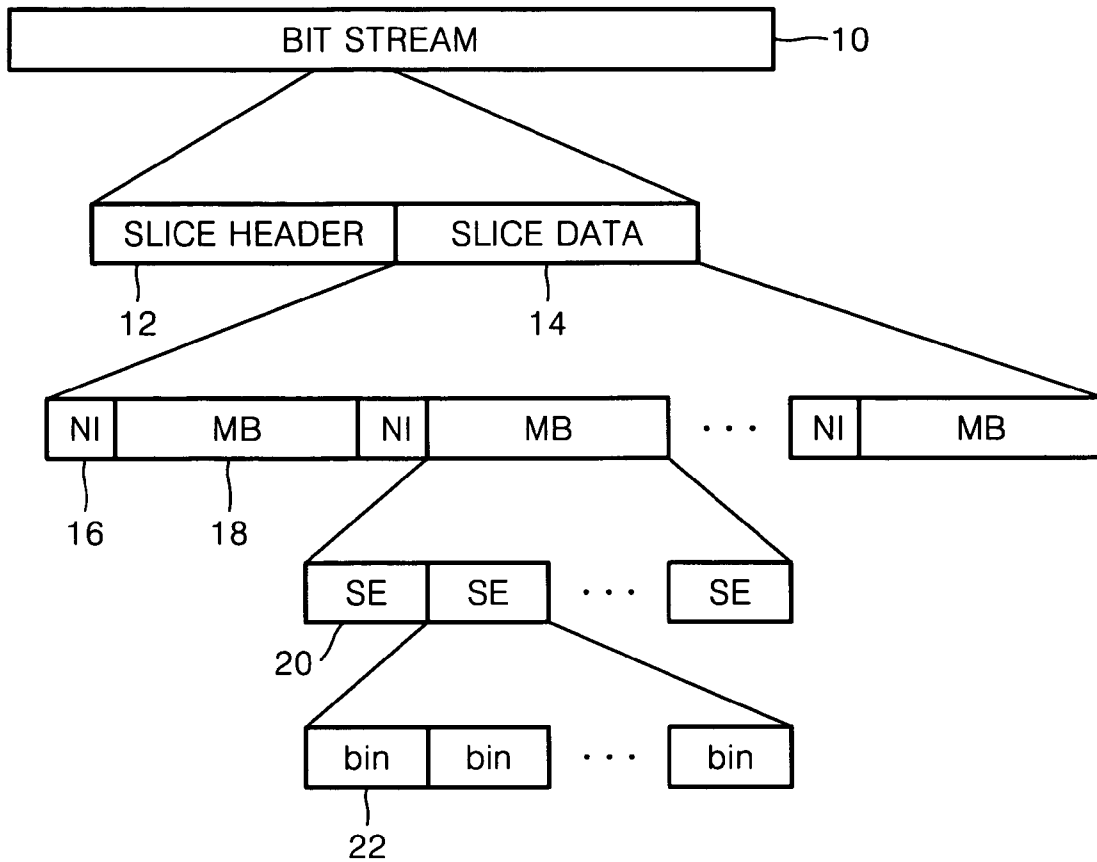 BIT STREAM 10
SLICE HEADER SLICE DATA
12 14
NI MB NI MB ··· NI MB
16 18
SE SE ··· SE
20
bin bin ··· bin
22